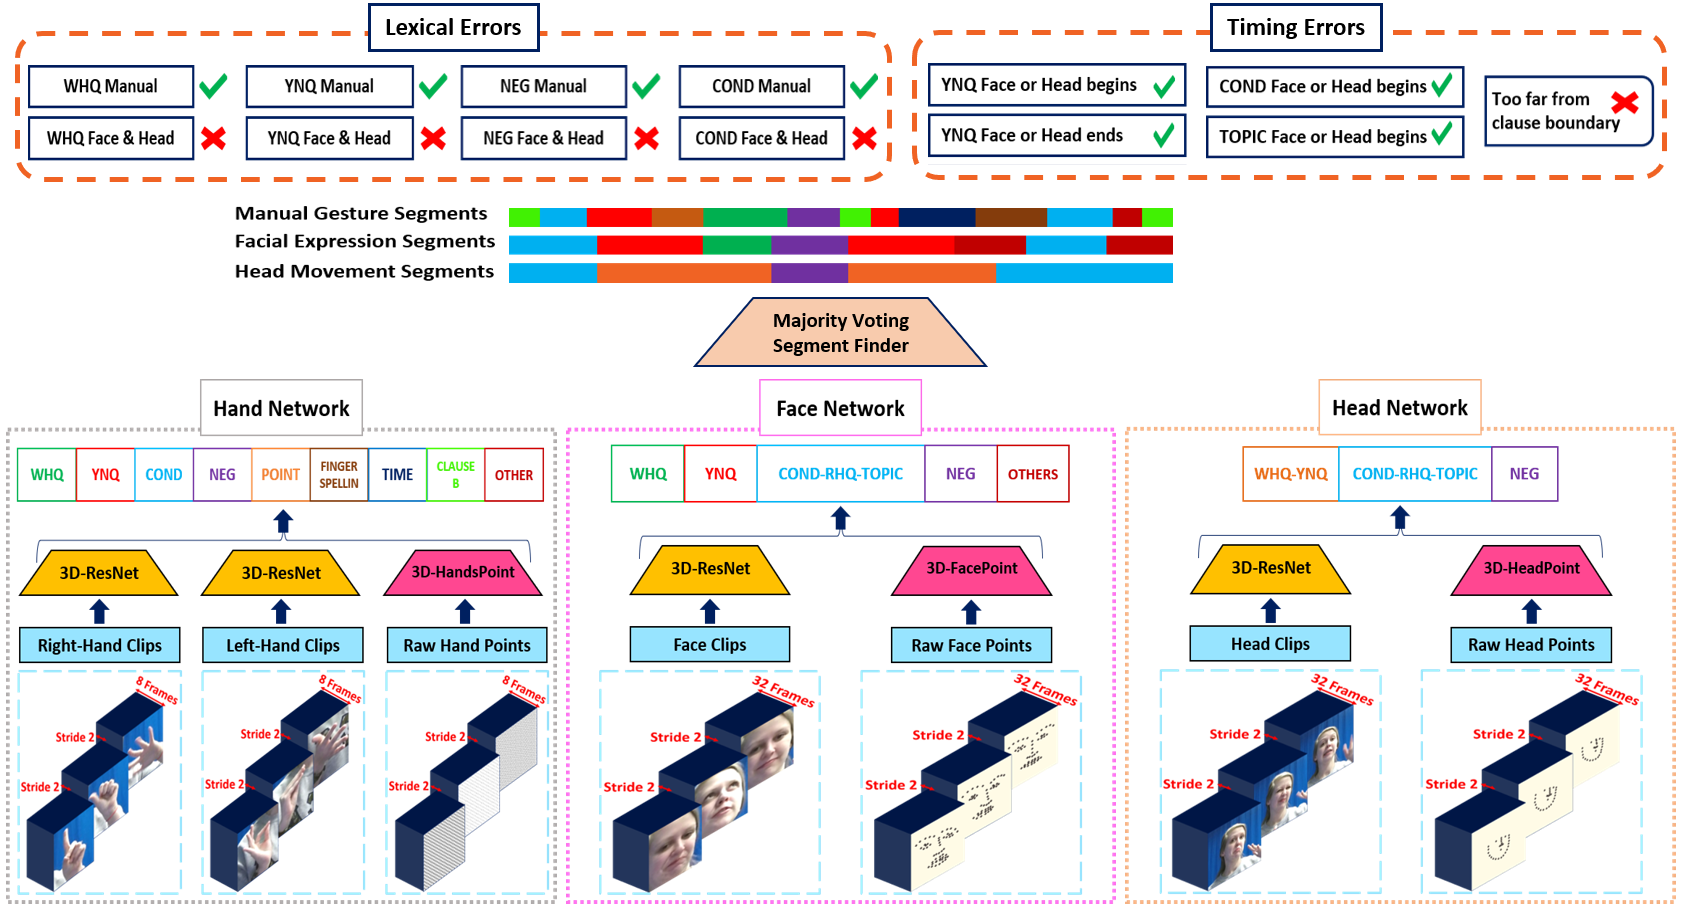 Lexical Errors
WHQ Manual
YNQ Manual
NEG Manual
COND Manual
WHQ Face & Head
YNQ Face & Head
NEG Face & Head
COND Face & Head
Timing Errors
YNQ Face or Head begins
COND Face or Head begins
YNQ Face or Head ends
TOPIC Face or Head begins
Too far from
clause boundary
Manual Gesture Segments
Facial Expression Segments
Head Movement Segments
Majority Voting
Segment Finder
Hand Network
WHQ
YNQ
COND
NEG
POINT
FINGER
SPELLIN
TIME
CLAUSE
B
OTHER
3D-ResNet
3D-ResNet
3D-HandsPoint
Right-Hand Clips
Left-Hand Clips
Raw Hand Points
8 Frames
Stride 2
Stride 2
8 Frames
Stride 2
Stride 2
8 Frames
Stride 2
Stride 2
Face Network
WHQ
YNQ
COND-RHQ-TOPIC
NEG
OTHERS
3D-ResNet
3D-FacePoint
Face Clips
Raw Face Points
32 Frames
Stride 2
Stride 2
32 Frames
Stride 2
Stride 2
Head Network
WHQ-YNQ
COND-RHQ-TOPIC
NEG
3D-ResNet
3D-HeadPoint
Head Clips
Raw Head Points
32 Frames
Stride 2
Stride 2
32 Frames
Stride 2
Stride 2